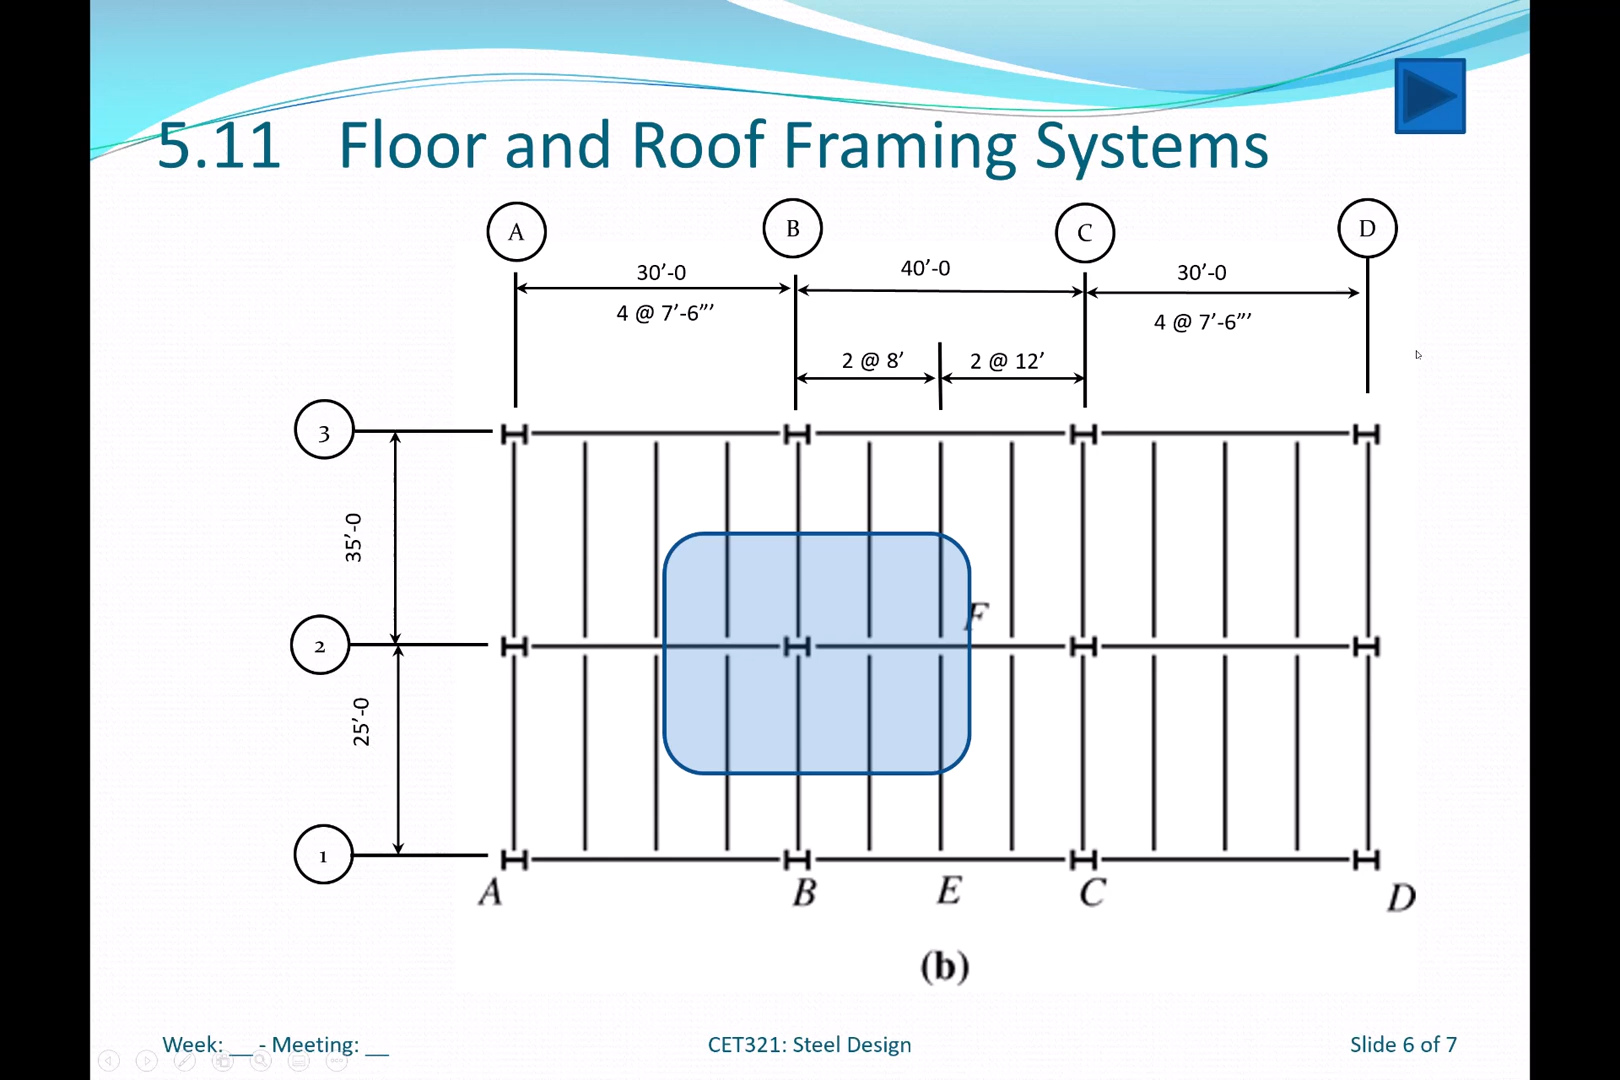 5.11 Floor and Roof Framing Systems
A B C D
30’-0 40’-0 30’-0
4 @ 7’-6”’ 4 @ 7’-6”’
2 @ 8’ 2 @ 12’
3
35’-0
F
2
25’-0
1
A B E C D
(b)
Week: __ - Meeting: __ CET321: Steel Design Slide 6 of 7